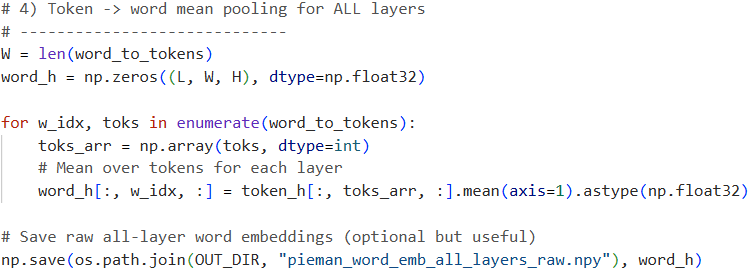 # 4) Token -> word mean pooling for ALL layers
# ----------------------------
W = len(word_to_tokens)
word_h = np.zeros((L, W, H), dtype=np.float32)

for w_idx, toks in enumerate(word_to_tokens):
    toks_arr = np.array(toks, dtype=int)
    # Mean over tokens for each layer
    word_h[:, w_idx, :] = token_h[:, toks_arr, :].mean(axis=1).astype(np.float32)

# Save raw all-layer word embeddings (optional but useful)
np.save(os.path.join(OUT_DIR, "pieman_word_emb_all_layers_raw.npy"), word_h)